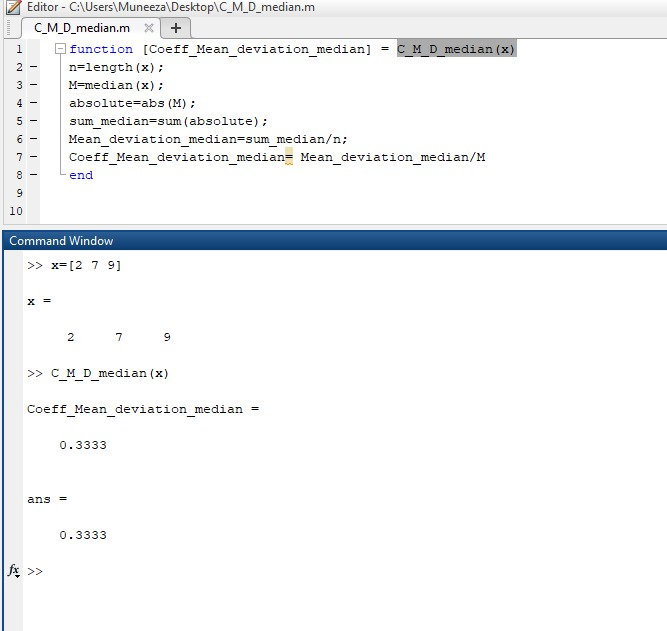 Editor - C:\Users\Muneeza\Desktop\C_M_D_median.m
C_M_D_median.m × +
1 function [Coeff_Mean_deviation_median] = C_M_D_median(x)
2 – n=length(x);
3 – M=median(x);
4 – absolute=abs(M);
5 – sum_median=sum(absolute);
6 – Mean_deviation_median=sum_median/n;
7 – Coeff_Mean_deviation_median= Mean_deviation_median/M
8 – end
9
10
Command Window
>> x=[2 7 9]
x =
2 7 9
>> C_M_D_median(x)
Coeff_Mean_deviation_median =
0.3333
ans =
0.3333
fx >>